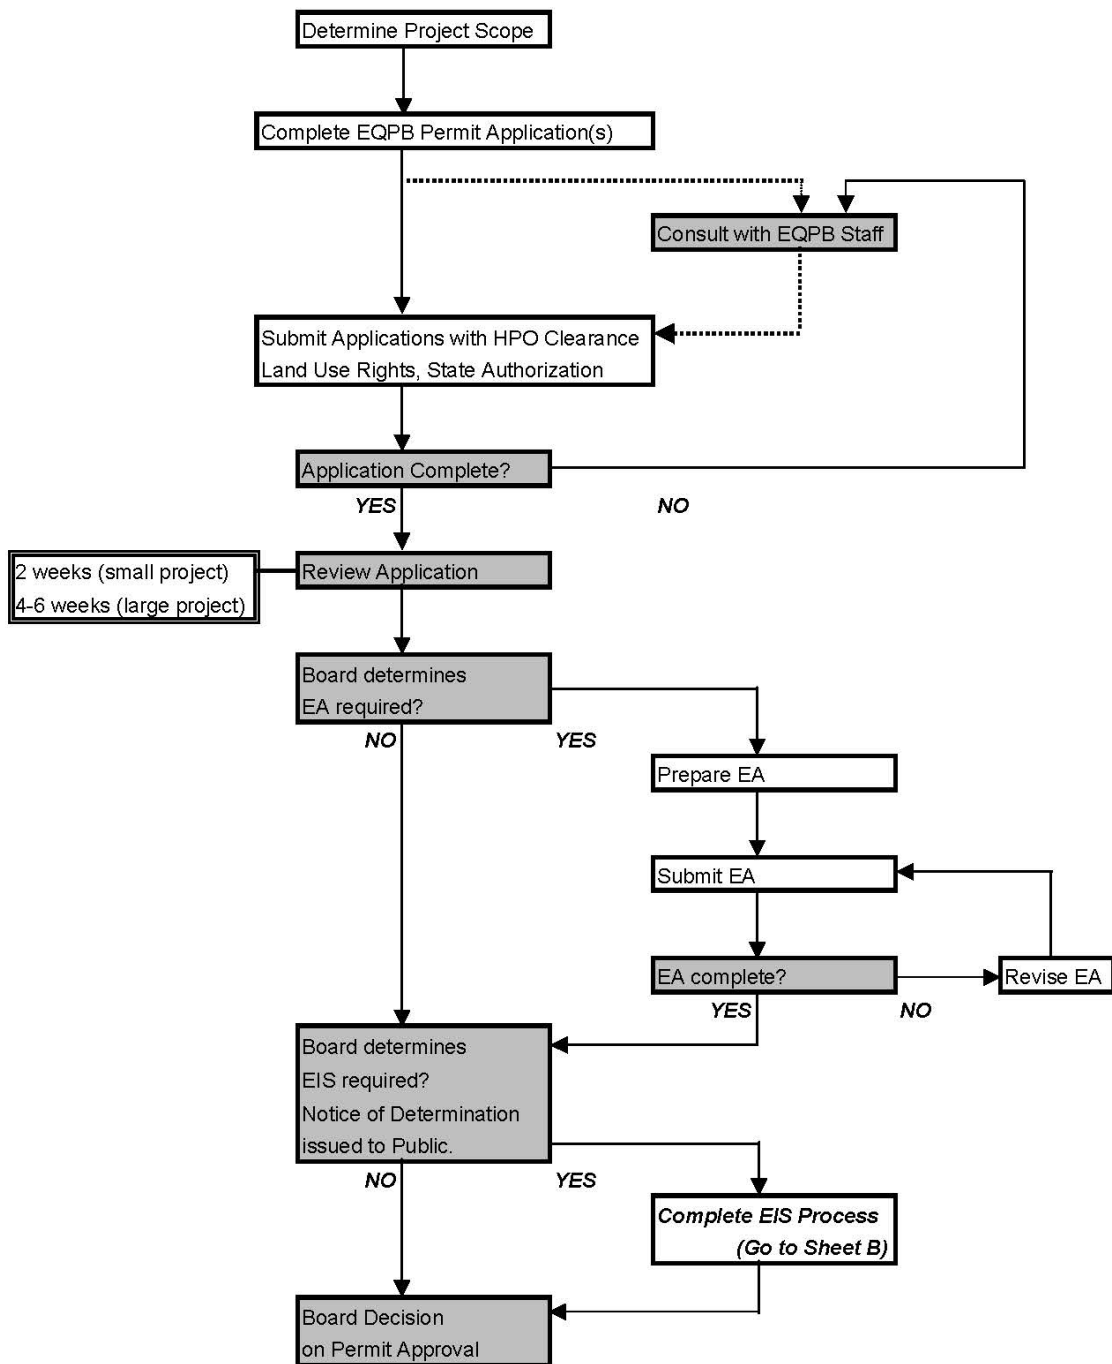 Determine Project Scope
Complete EQPB Permit Application(s)
Consult with EQPB Staff
Submit Applications with HPO Clearance
Land Use Rights, State Authorization
Application Complete?
YES
NO
2 weeks (small project)
4-6 weeks (large project)
Review Application
Board determines
EA required?
NO
YES
Prepare EA
Submit EA
EA complete?
Revise EA
YES
NO
Board determines
EIS required?
Notice of Determination
issued to Public.
NO
YES
Complete EIS Process
(Go to Sheet B)
Board Decision
on Permit Approval